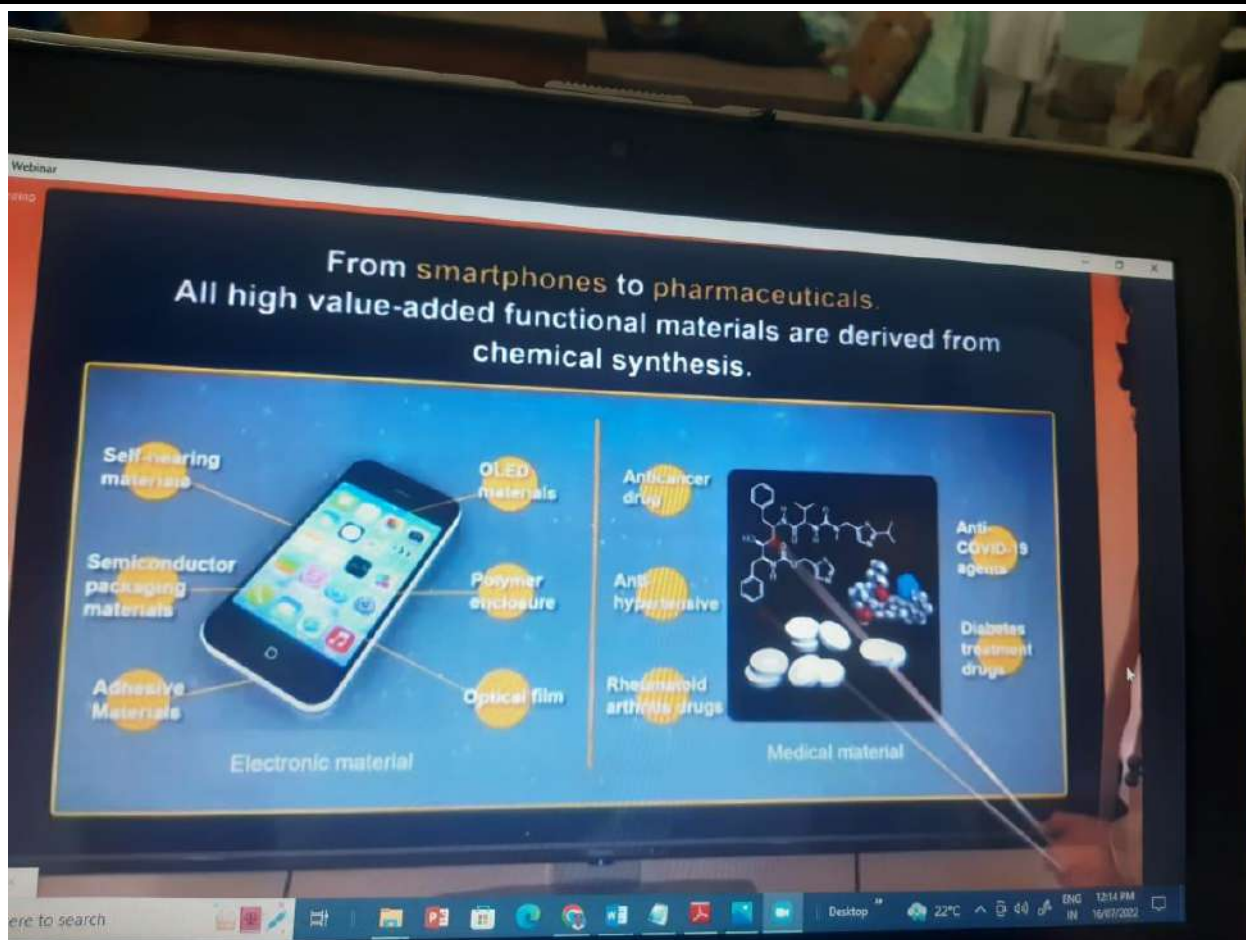 Webinar
From smartphones to pharmaceuticals.
All high value-added functional materials are derived from
chemical synthesis.
Self-hearing
materials
Semiconductor
packaging
materials
Adhesive
Materials
OLED
materials
Polymer
enclosure
Optical film
Electronic material
Anticancer
drug
Anti
hypertensive
Rheumatoid
arthritis drugs
Anti-
COVID-19
agents
Diabetes
treatment
drugs
Medical material
ere to search
Desktop
22°C
ENG
IN
12:14 PM
16/07/2022